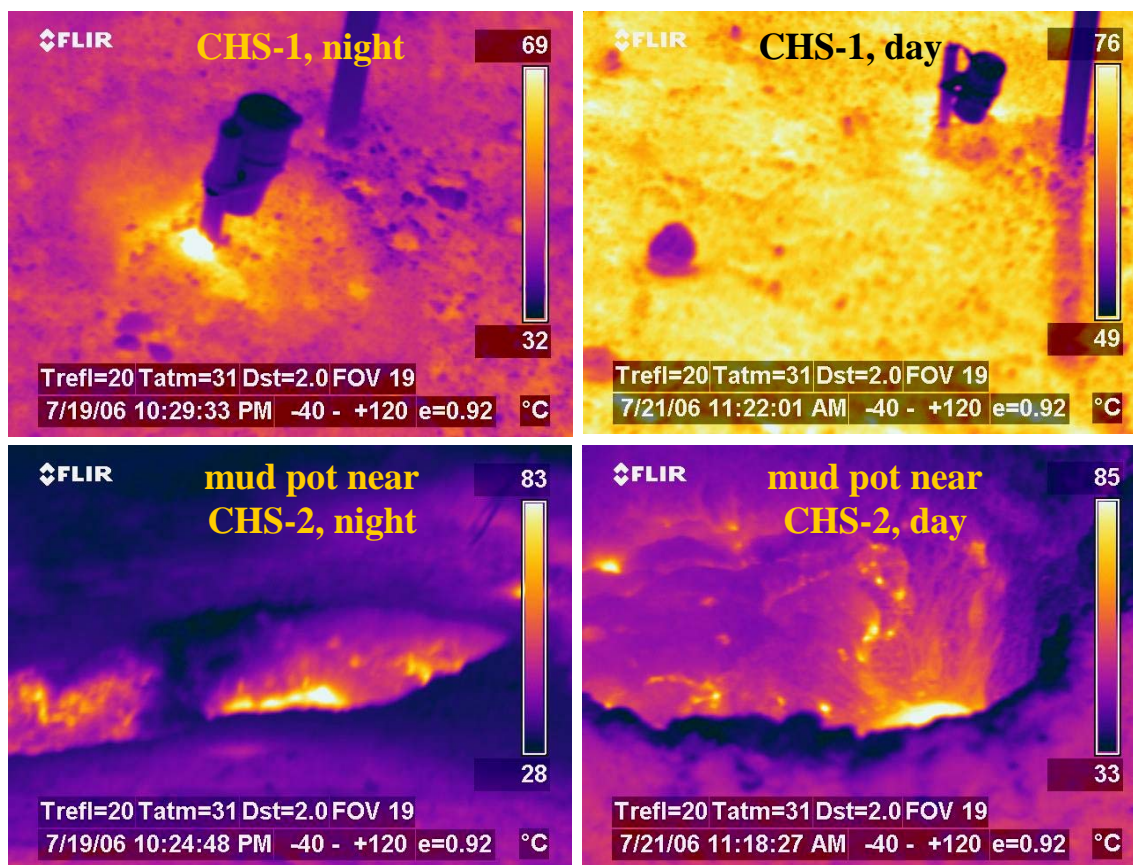 FLIR
CHS-1, night
69
32
Trefl=20 Tatm=31 Dst=2.0 FOV 19
7/19/06 10:29:33 PM -40 - +120 e=0.92 °C
FLIR
CHS-1, day
76
49
Trefl=20 Tatm=31 Dst=2.0 FOV 19
7/21/06 11:22:01 AM -40 - +120 e=0.92 °C
FLIR
mud pot near
CHS-2, night
83
28
Trefl=20 Tatm=31 Dst=2.0 FOV 19
7/19/06 10:24:48 PM -40 - +120 e=0.92 °C
FLIR
mud pot near
CHS-2, day
85
33
Trefl=20 Tatm=31 Dst=2.0 FOV 19
7/21/06 11:18:27 AM -40 - +120 e=0.92 °C